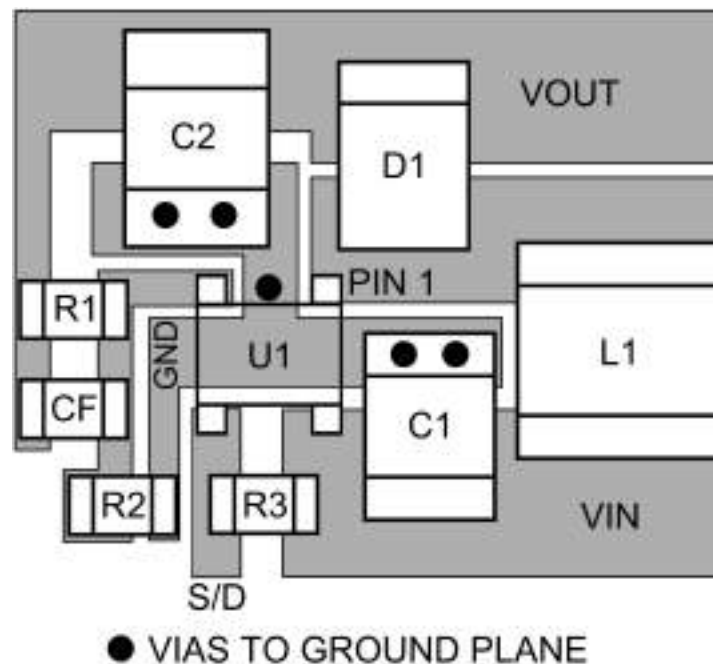 VOUT
C2
D1
PIN 1
R1
GND
U1
L1
CF
C1
R2
R3
VIN
S/D
VIAS TO GROUND PLANE